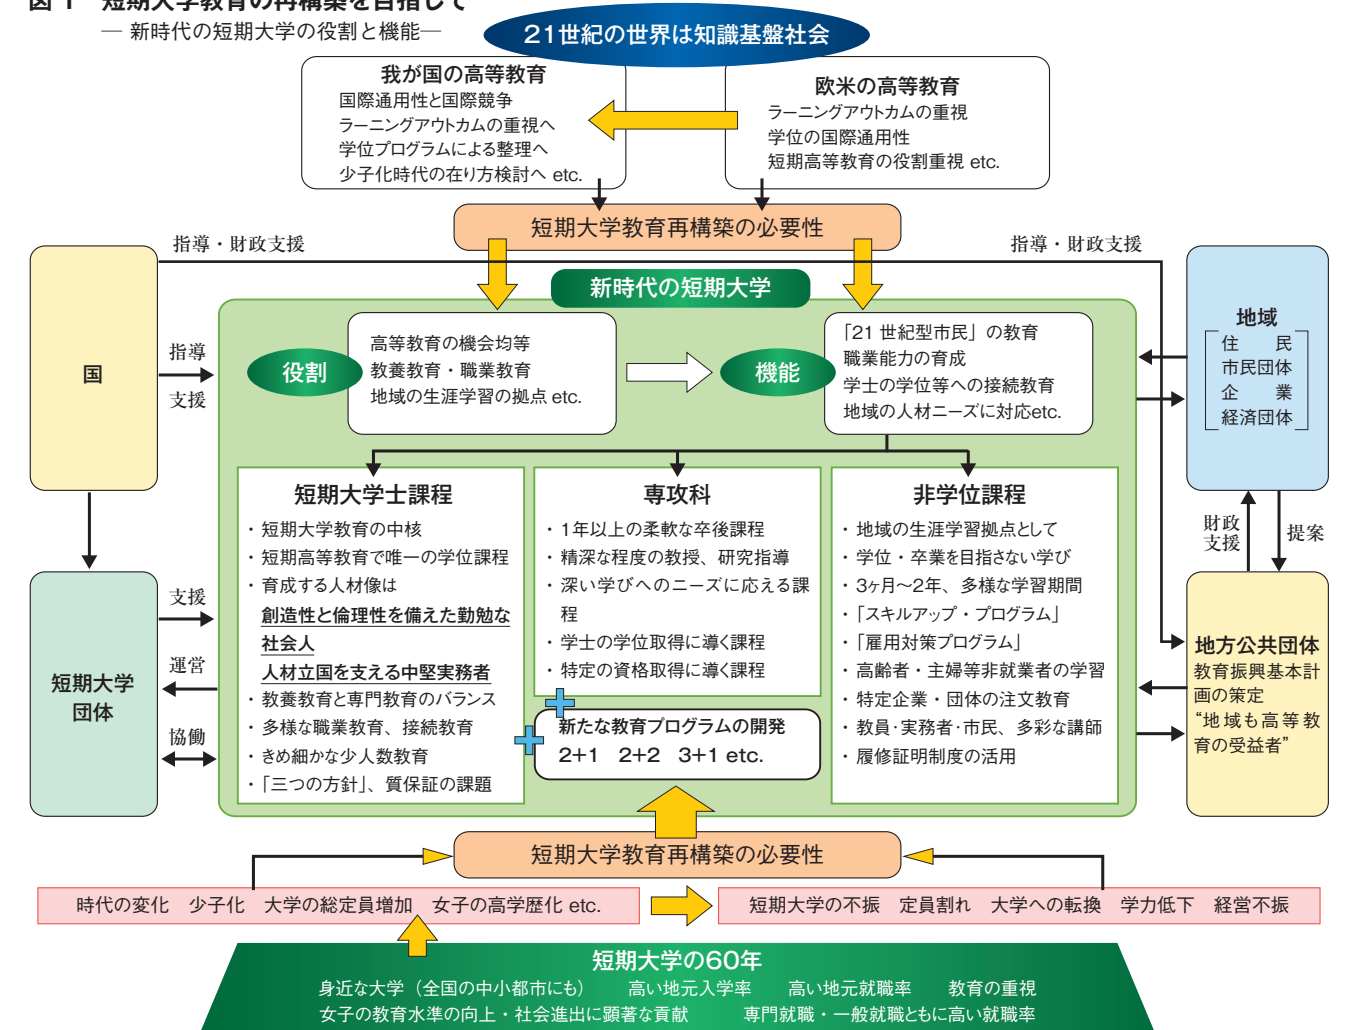 図 1　短期大学教育の再構築を目指して
― 新時代の短期大学の役割と機能―
21世紀の世界は知識基盤社会
我が国の高等教育
国際通用性と国際競争
ラーニングアウトカムの重視へ
学位プログラムによる整理へ
少子化時代の在り方検討へ etc.
欧米の高等教育
ラーニングアウトカムの重視
学位の国際通用性
短期高等教育の役割重視 etc.
短期大学教育再構築の必要性
指導・財政支援
指導・財政支援
新時代の短期大学
国
指導
支援
役割
高等教育の機会均等
教養教育・職業教育
地域の生涯学習の拠点 etc.
機能
「21 世紀型市民」の教育
職業能力の育成
学士の学位等への接続教育
地域の人材ニーズに対応etc.
地域
住　　民
市民団体
企　　業
経済団体
短期大学士課程
・ 短期大学教育の中核
・ 短期高等教育で唯一の学位課程
・ 育成する人材像は
創造性と倫理性を備えた勤勉な
社会人
人材立国を支える中堅実務者
・ 教養教育と専門教育のバランス
・ 多様な職業教育、接続教育
・ きめ細かな少人数教育
・ 「三つの方針」、質保証の課題
専攻科
・ 1年以上の柔軟な卒後課程
・ 精深な程度の教授、研究指導
・ 深い学びへのニーズに応える課
程
・ 学士の学位取得に導く課程
・ 特定の資格取得に導く課程
新たな教育プログラムの開発
2+1　2+2　3+1 etc.
非学位課程
・ 地域の生涯学習拠点として
・ 学位・卒業を目指さない学び
・ 3ヶ月～2年、多様な学習期間
・ 「スキルアップ・プログラム」
・ 「雇用対策プログラム」
・ 高齢者・主婦等非就業者の学習
・ 特定企業・団体の注文教育
・ 教員・実務者・市民、多彩な講師
・ 履修証明制度の活用
財政
支援
提案
短期大学
団体
支援
運営
協働
地方公共団体
教育振興基本計
画の策定
“地域も高等教
育の受益者”
短期大学教育再構築の必要性
時代の変化　少子化　大学の総定員増加　女子の高学歴化 etc.
短期大学の不振　定員割れ　大学への転換　学力低下　経営不振
短期大学の60年
身近な大学（全国の中小都市にも）　高い地元入学率　高い地元就職率　教育の重視
女子の教育水準の向上・社会進出に顕著な貢献　専門就職・一般就職ともに高い就職率